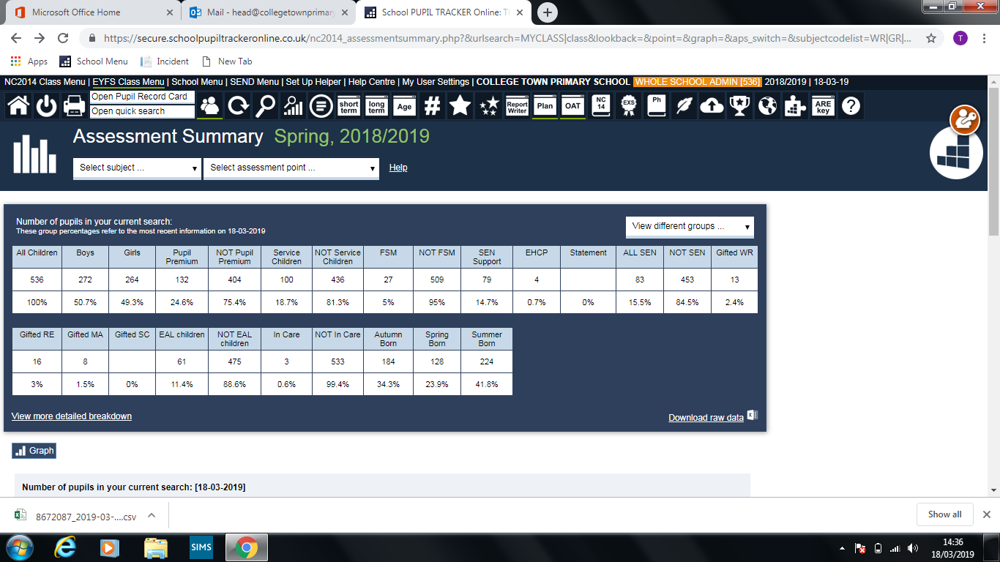 Microsoft Office Home
Mail - head@collegetownprimary
School PUPIL TRACKER Online: T
https://secure.schoolpupiltrackeronline.co.uk/nc2014_assessmentsummary.php?&urlsearch=MYCLASS|class&lookback=&point=&graph=&aps_switch=&subjectcodelist=WR|GR|...
T
Apps School Menu Incident New Tab
NC2014 Class Menu | EYFS Class Menu | School Menu | SEND Menu | Set Up Helper | Help Centre | My User Settings | COLLEGE TOWN PRIMARY SCHOOL WHOLE SCHOOL ADMIN [536] 2018/2019 | 18-03-19
Open Pupil Record Card
Open quick search
short term
long term
Age
#
Report Writer
Plan
OAT
NC 14
EXS
Ph
ARE key
?
Assessment Summary Spring, 2018/2019
Select subject ... Select assessment point ... Help
Number of pupils in your current search:
These group percentages refer to the most recent information on 18-03-2019
View different groups ...
All Children Boys Girls Pupil Premium NOT Pupil Premium Service Children NOT Service Children FSM NOT FSM SEN Support EHCP Statement ALL SEN NOT SEN Gifted WR
536 272 264 132 404 100 436 27 509 79 4 83 453 13
100% 50.7% 49.3% 24.6% 75.4% 18.7% 81.3% 5% 95% 14.7% 0.7% 0% 15.5% 84.5% 2.4%
Gifted RE Gifted MA Gifted SC EAL children NOT EAL children In Care NOT In Care Autumn Born Spring Born Summer Born
16 8 61 475 3 533 184 128 224
3% 1.5% 0% 11.4% 88.6% 0.6% 99.4% 34.3% 23.9% 41.8%
View more detailed breakdown
Download raw data
Graph
Number of pupils in your current search: [18-03-2019]
8672087_2019-03-....csv
Show all
SIMS
14:36
18/03/2019